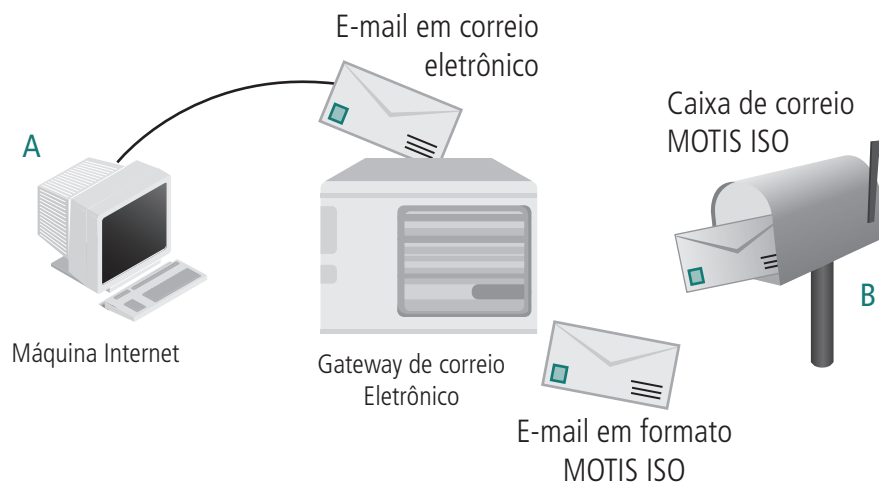 E-mail em correio
eletrônico
Caixa de correio
MOTIS ISO
A
B
Máquina Internet
Gateway de correio
Eletrônico
E-mail em formato
MOTIS ISO